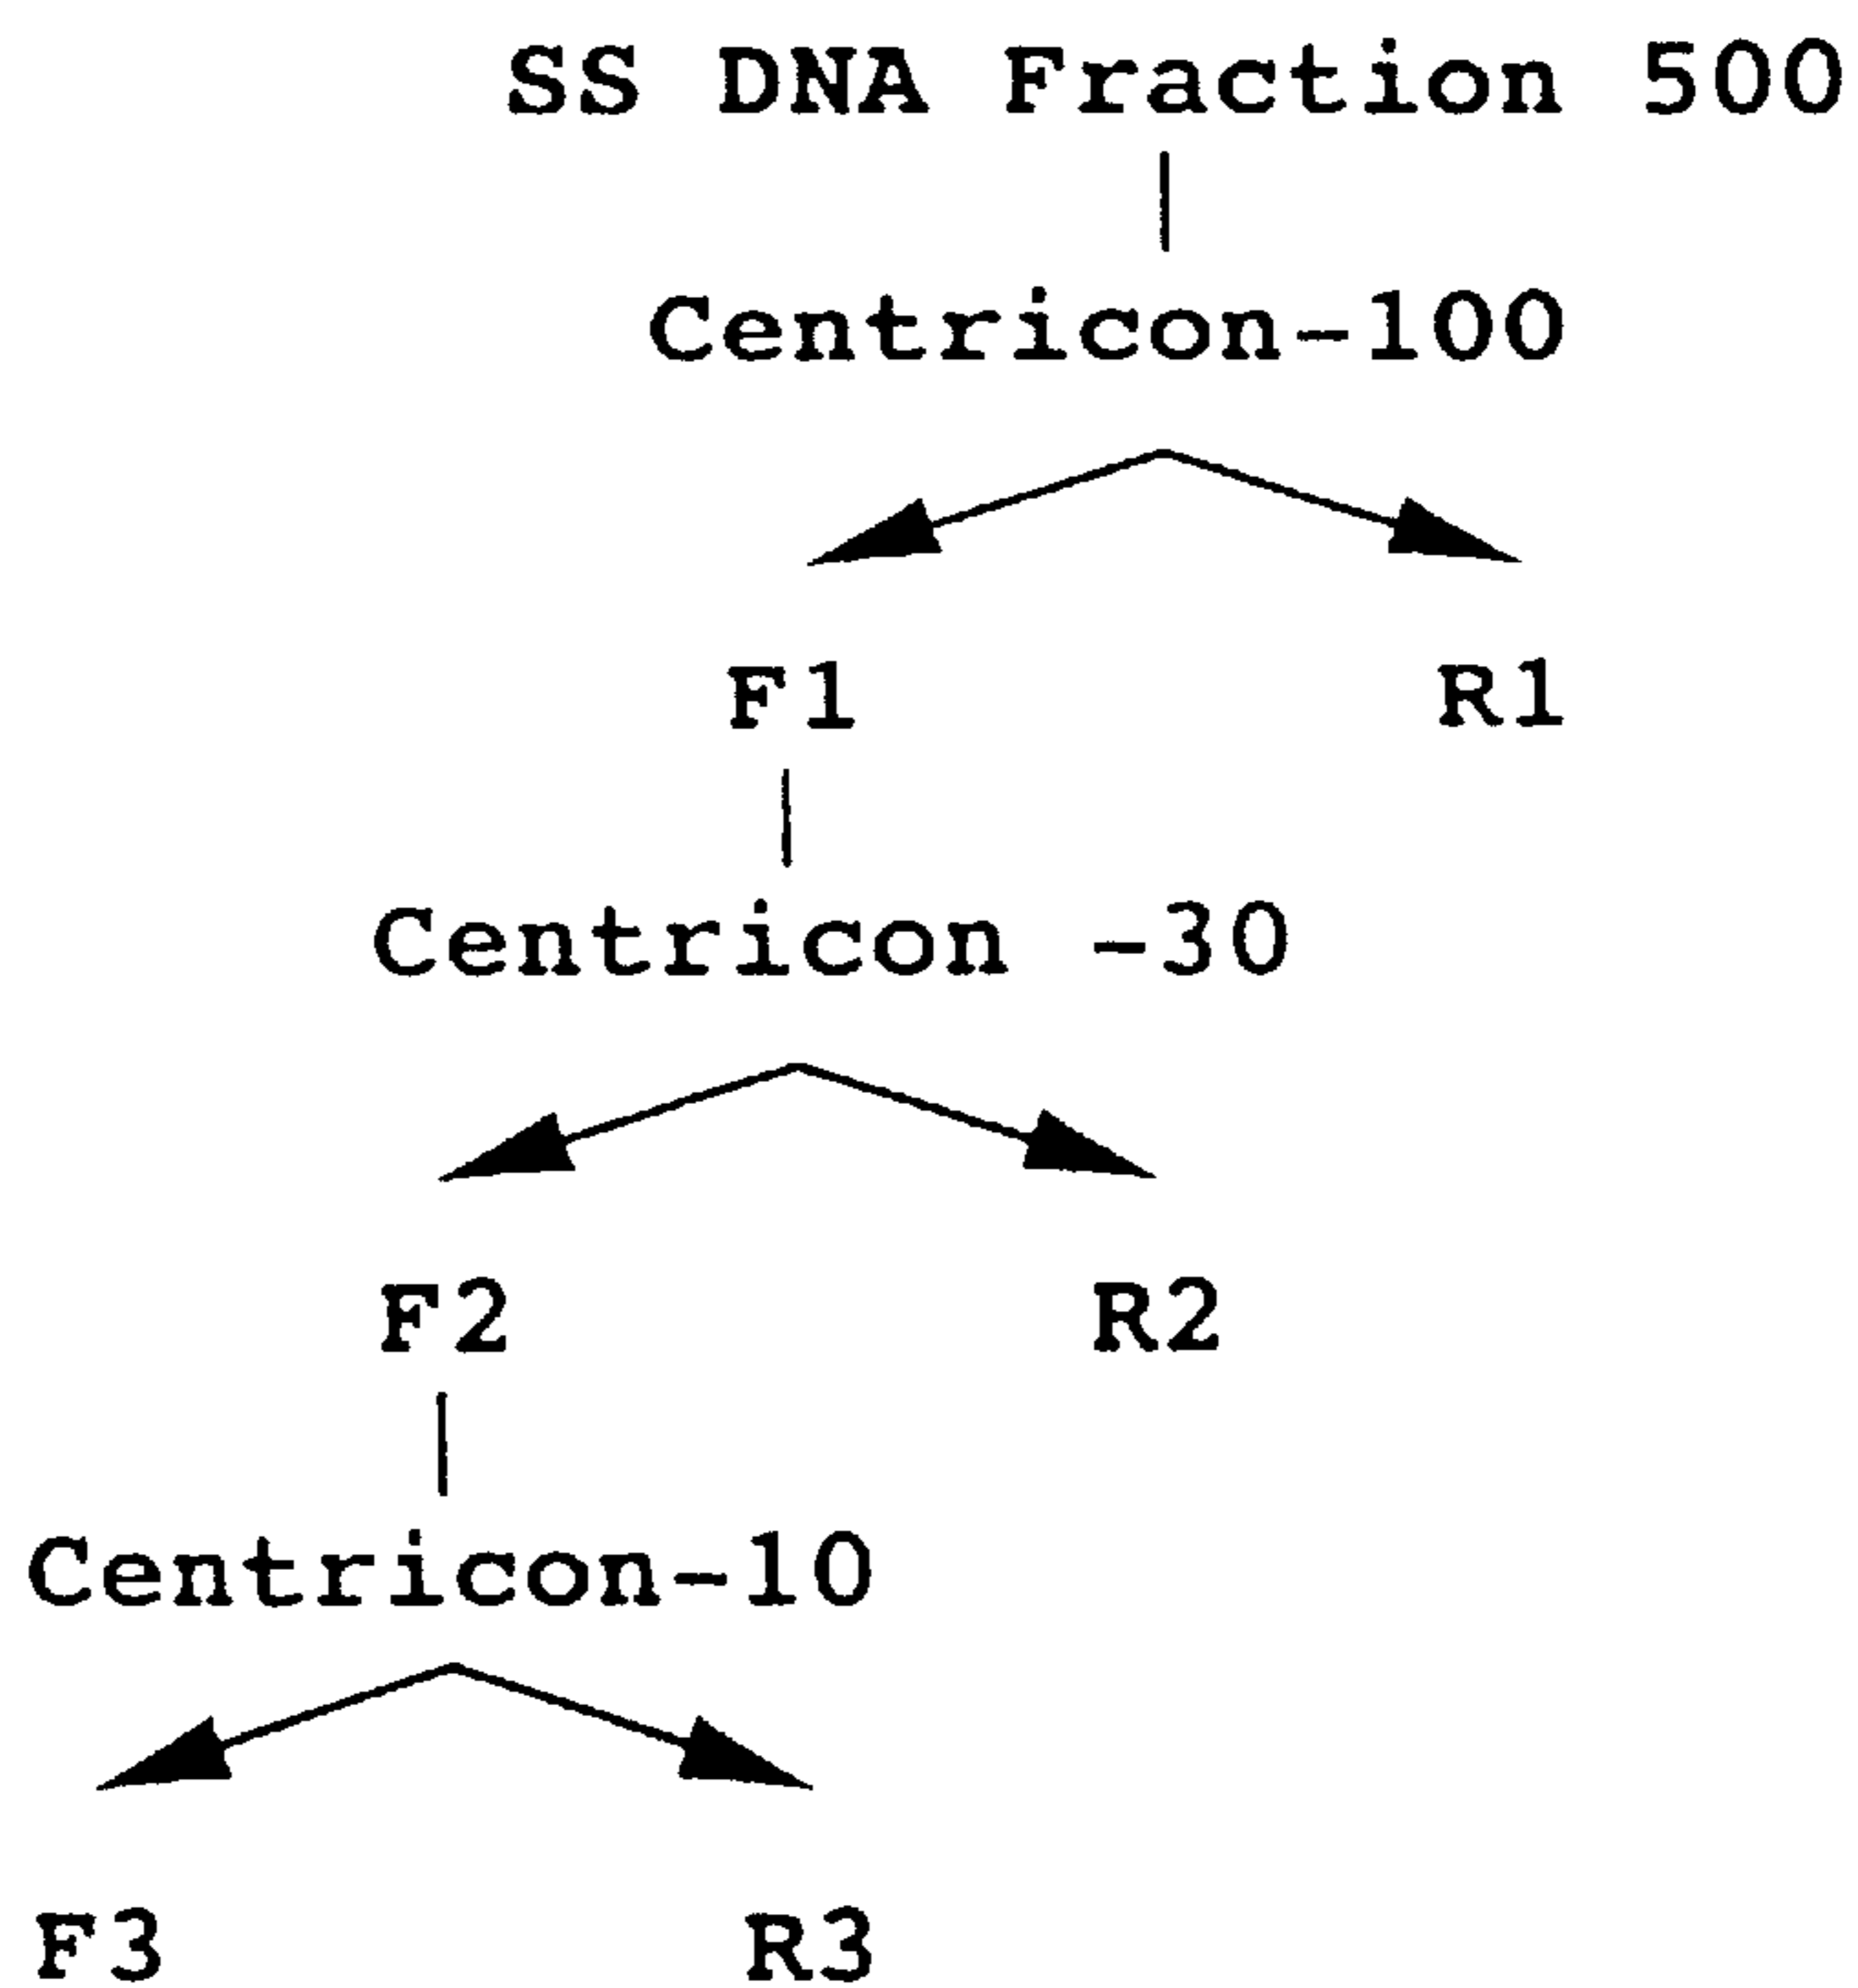 SS DNA Fraction 500
Centricon-100
F1 R1
Centricon -30
F2 R2
Centricon-10
F3 R3